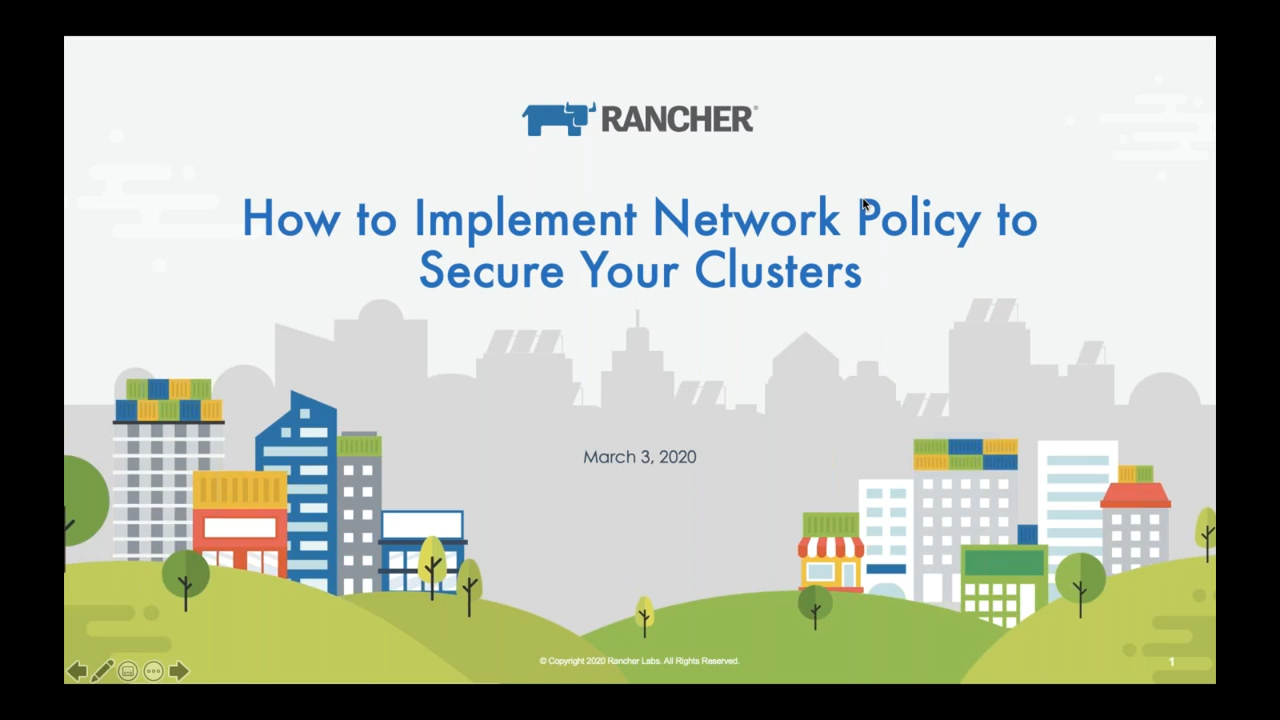 RANCHER®
How to Implement Network Policy to
Secure Your Clusters
March 3, 2020
© Copyright 2020 Rancher Labs. All Rights Reserved.
1